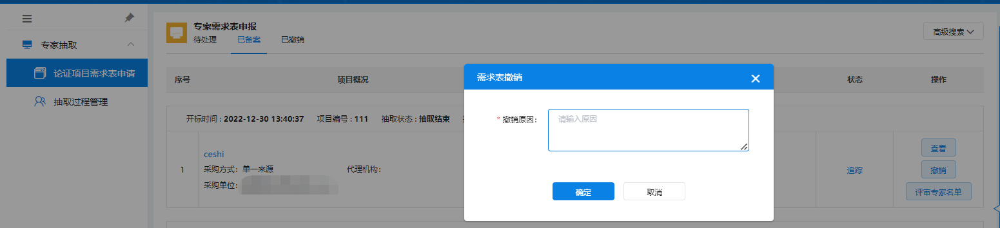 专家需求表申报
待处理 已备案 已撤销
高级搜索
专家抽取
论证项目需求表申请
抽取过程管理
序号 项目概况 状态 操作
需求表撤销
* 撤销原因:
请输入原因
确定 取消
开标时间 : 2022-12-30 13:40:37 项目编号 : 111 抽取状态 : 抽取结束
1
ceshi
采购方式: 单一来源 代理机构:
采购单位:
追踪
查看
撤销
评审专家名单